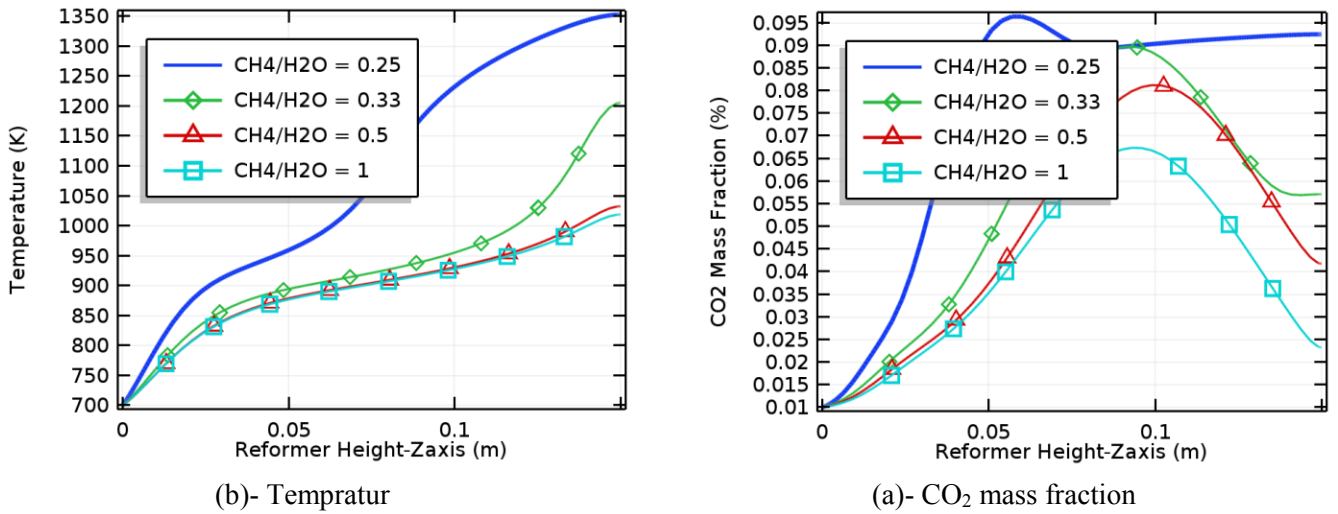 Temperature (K)
1350
1300
1250
1200
1150
1100
1050
1000
950
900
850
800
750
700
CH4/H2O = 0.25
CH4/H2O = 0.33
CH4/H2O = 0.5
CH4/H2O = 1
0
0.05
0.1
Reformer Height-Zaxis (m)
(b)- Tempratur
CO2 Mass Fraction (%)
0.095
0.09
0.085
0.08
0.075
0.07
0.065
0.06
0.055
0.05
0.045
0.04
0.035
0.03
0.025
0.02
0.015
0.01
CH4/H2O = 0.25
CH4/H2O = 0.33
CH4/H2O = 0.5
CH4/H2O = 1
0
0.05
0.1
Reformer Height-Zaxis (m)
(a)- CO₂ mass fraction